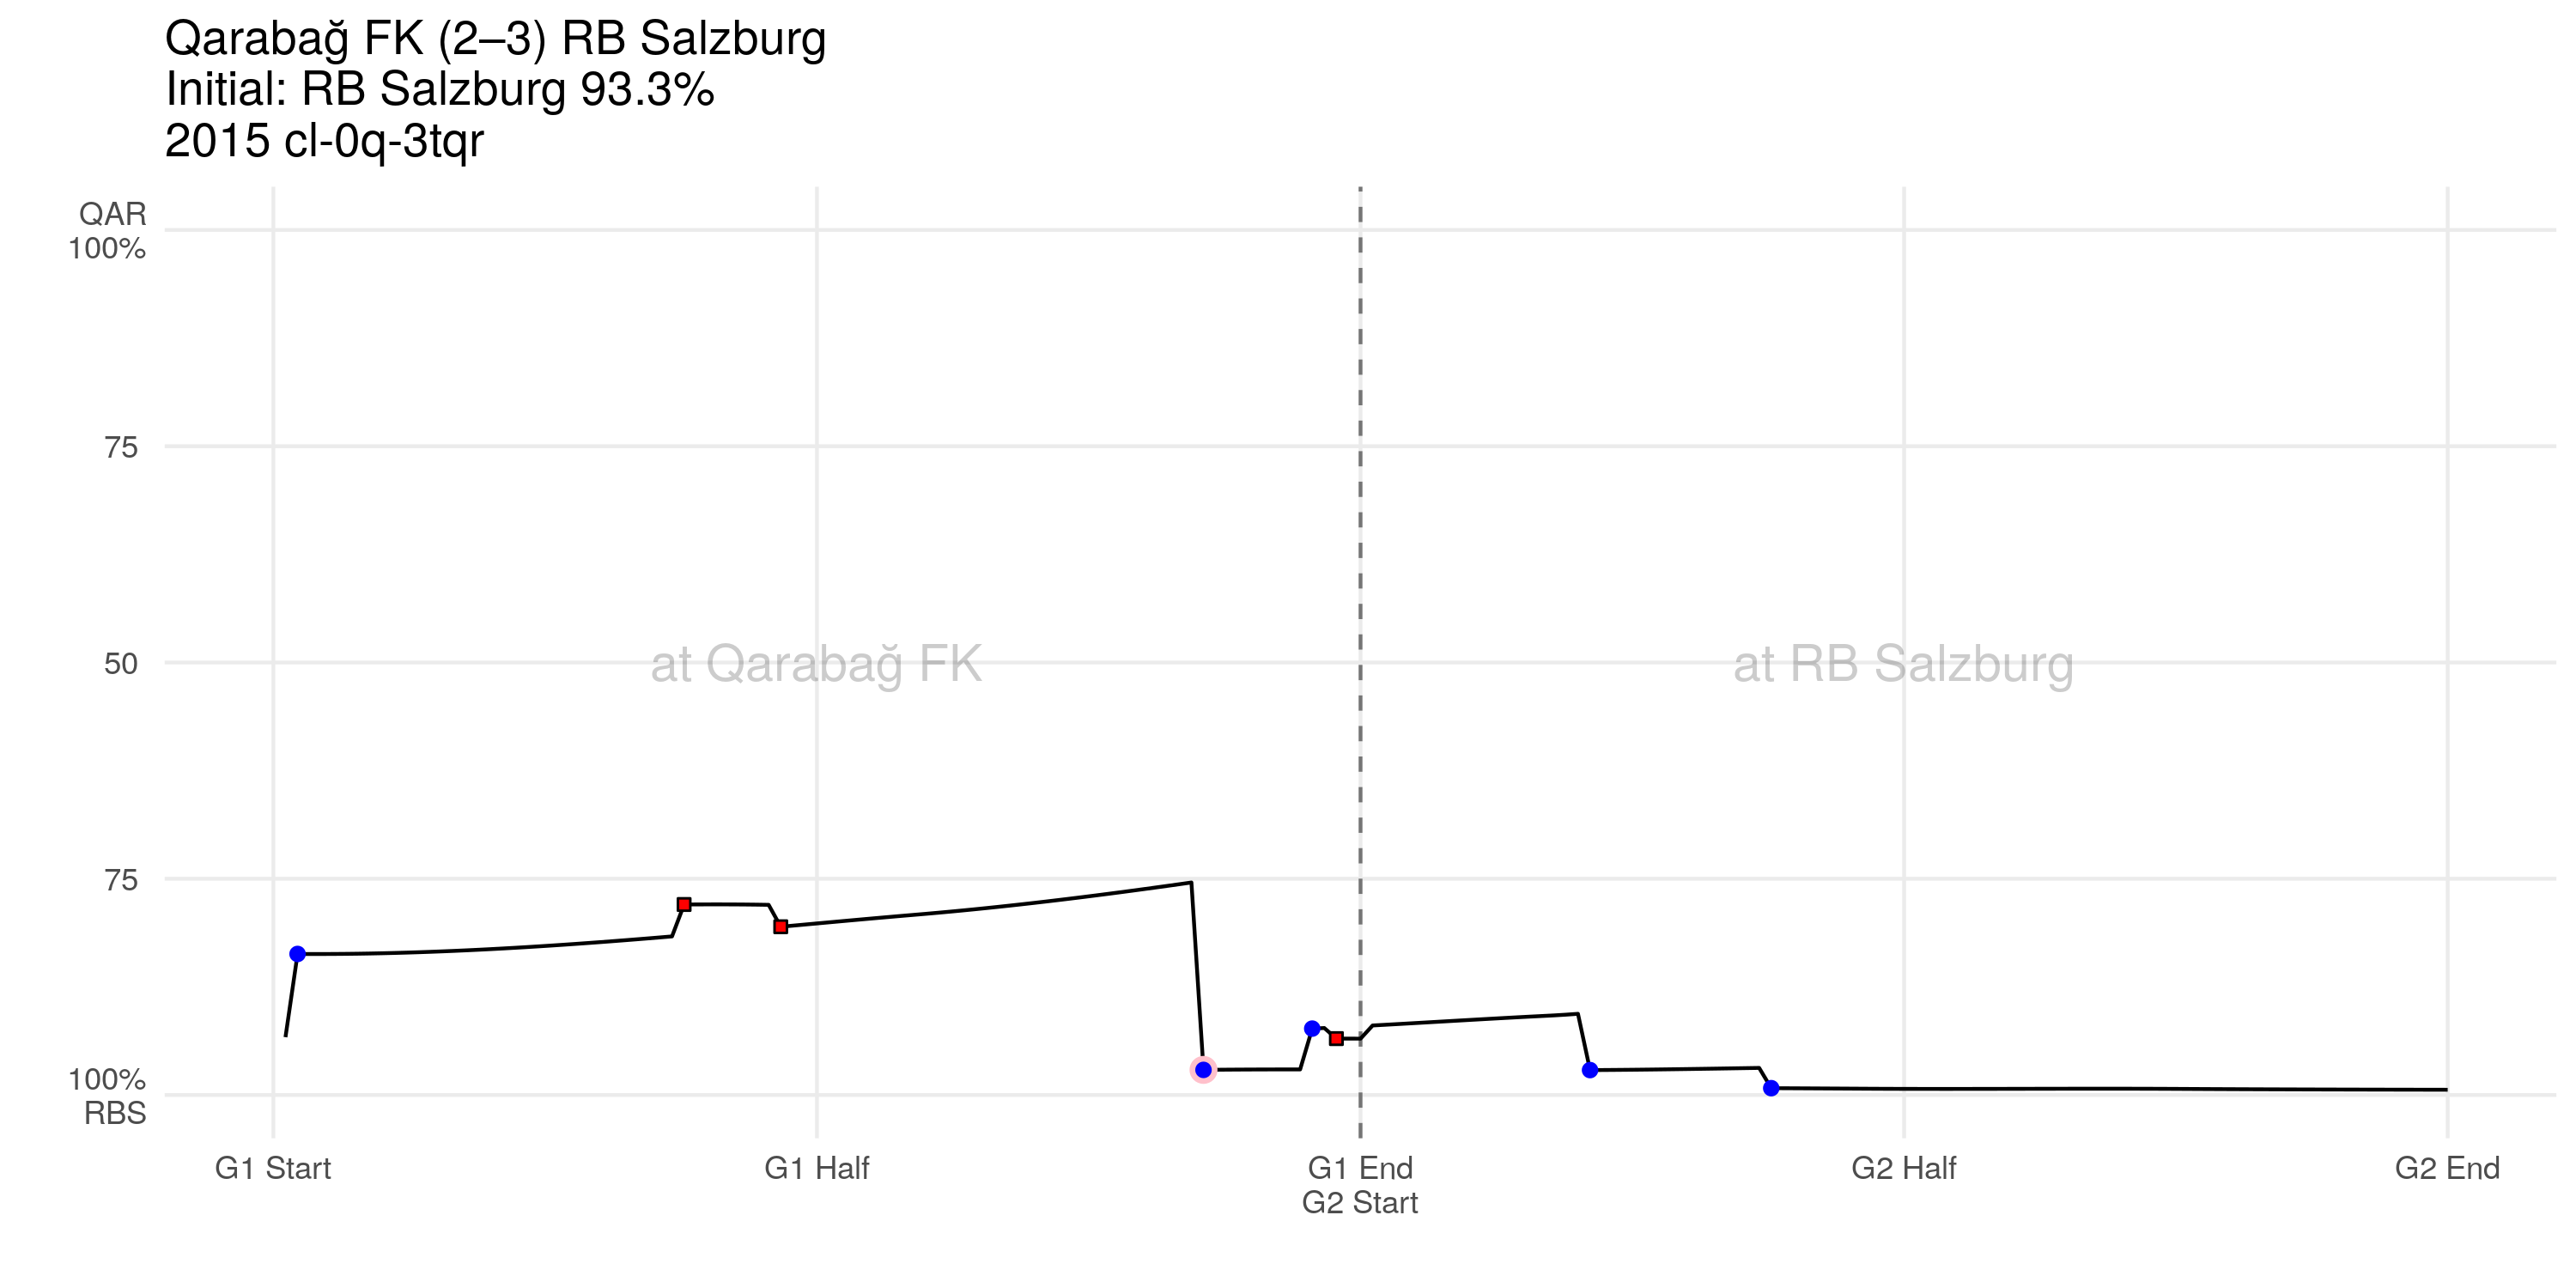 Qarabağ FK (2–3) RB Salzburg
Initial: RB Salzburg 93.3%
2015 cl-0q-3tqr
QAR
100%
75
50
75
100%
RBS
at Qarabağ FK
at RB Salzburg
G1 Start
G1 Half
G1 End
G2 Start
G2 Half
G2 End